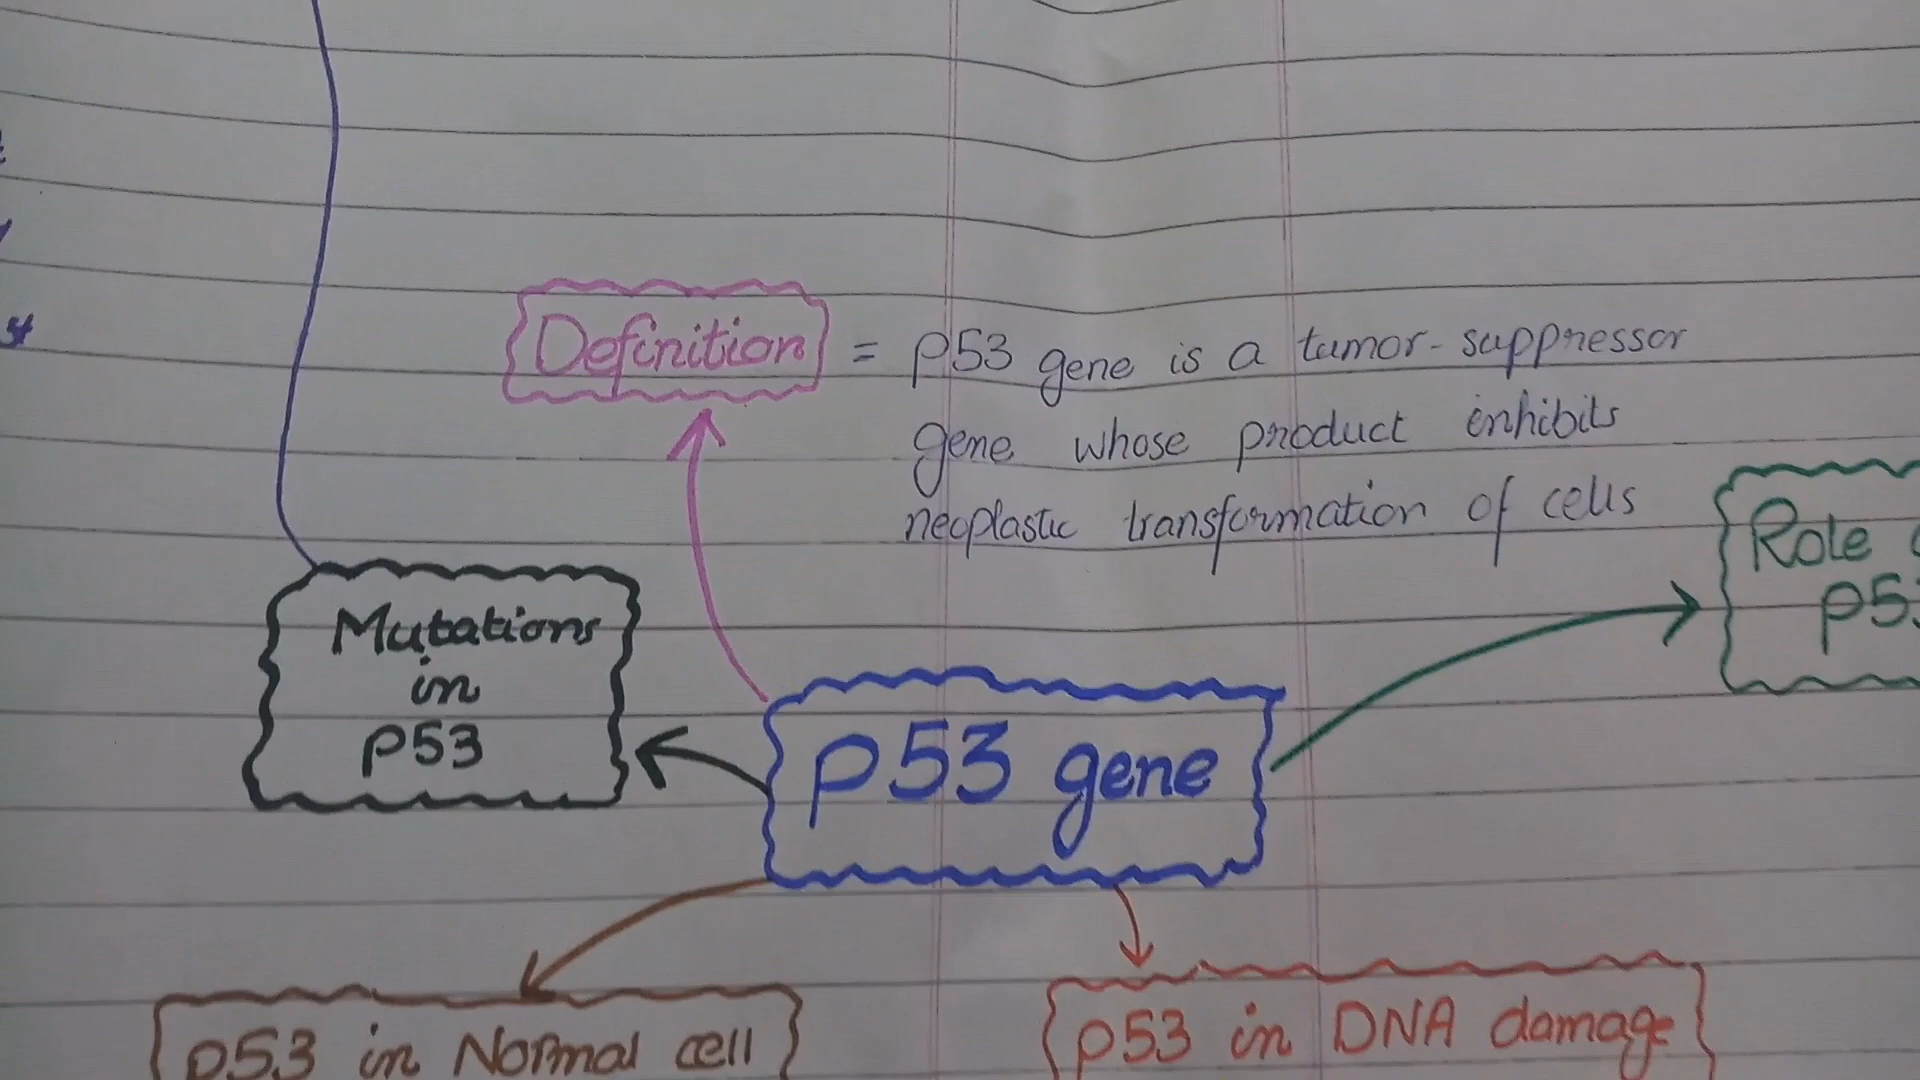 Definition = p53 gene is a tumor-suppressor
gene whose product inhibits
neoplastic transformation of cells
Role
p53
Mutations
in
p53
p53 gene
p53 in Normal cell
p53 in DNA damage